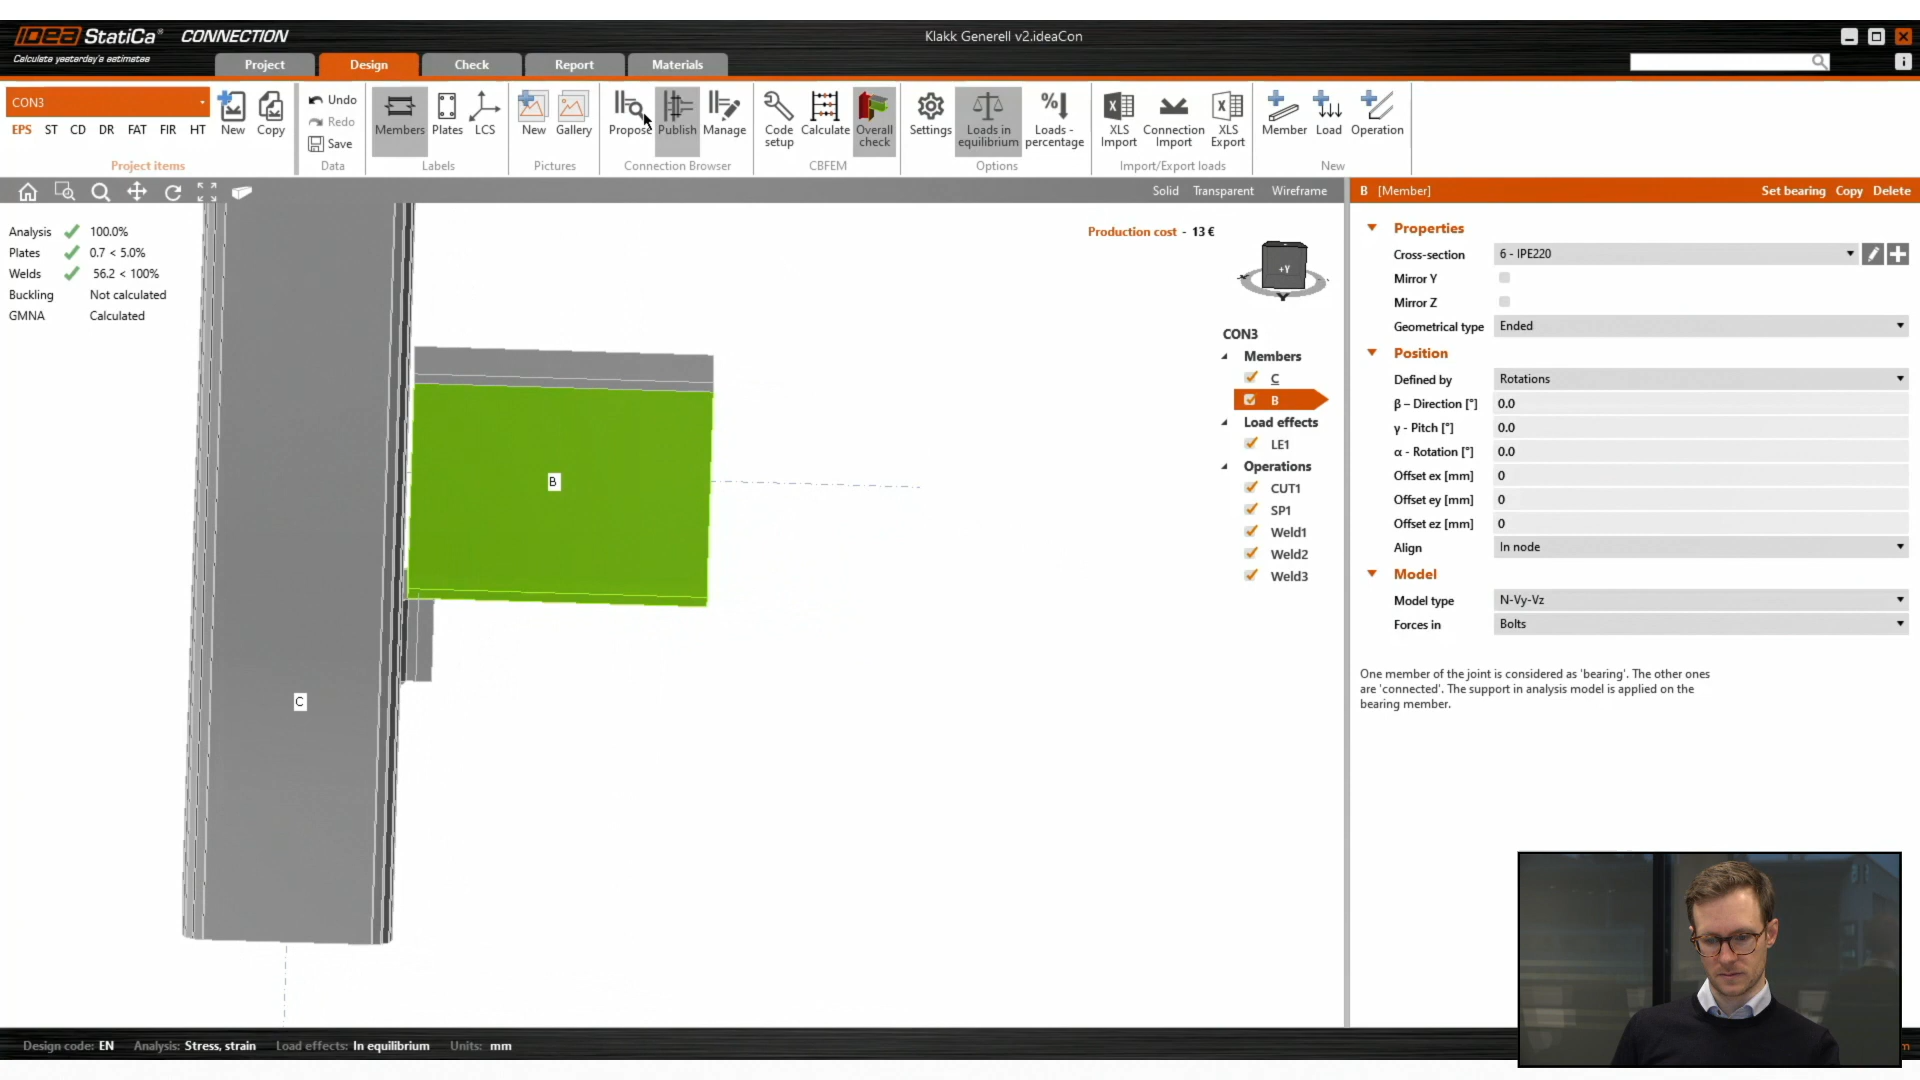 IDEA StatiCa® CONNECTION
Calculate yesterday's estimates
Klakk Generell v2.ideaCon
Project
Design
Check
Report
Materials
CON3
EPS ST CD DR FAT FIR HT
New
Copy
Project items
Undo
Redo
Save
Data
Members
Plates
LCS
Labels
New
Gallery
Pictures
Propose
Publish
Manage
Connection Browser
Code
setup
Calculate
Overall
check
CBFEM
Settings
Loads in
equilibrium
Loads -
percentage
Options
XLS
Import
Connection
Import
XLS
Export
Import/Export loads
Member
Load
Operation
New
Solid Transparent Wireframe
B [Member]
Set bearing Copy Delete
Analysis 100.0%
Plates 0.7 < 5.0%
Welds 56.2 < 100%
Buckling Not calculated
GMNA Calculated
Production cost - 13 €
+Y
B
C
CON3
Members
C
B
Load effects
LE1
Operations
CUT1
SP1
Weld1
Weld2
Weld3
Properties
Cross-section 6 - IPE220
Mirror Y
Mirror Z
Geometrical type Ended
Position
Defined by Rotations
β – Direction [°] 0.0
γ - Pitch [°] 0.0
α - Rotation [°] 0.0
Offset ex [mm] 0
Offset ey [mm] 0
Offset ez [mm] 0
Align In node
Model
Model type N-Vy-Vz
Forces in Bolts
One member of the joint is considered as 'bearing'. The other ones
are 'connected'. The support in analysis model is applied on the
bearing member.
Design code: EN Analysis: Stress, strain Load effects: In equilibrium Units: mm